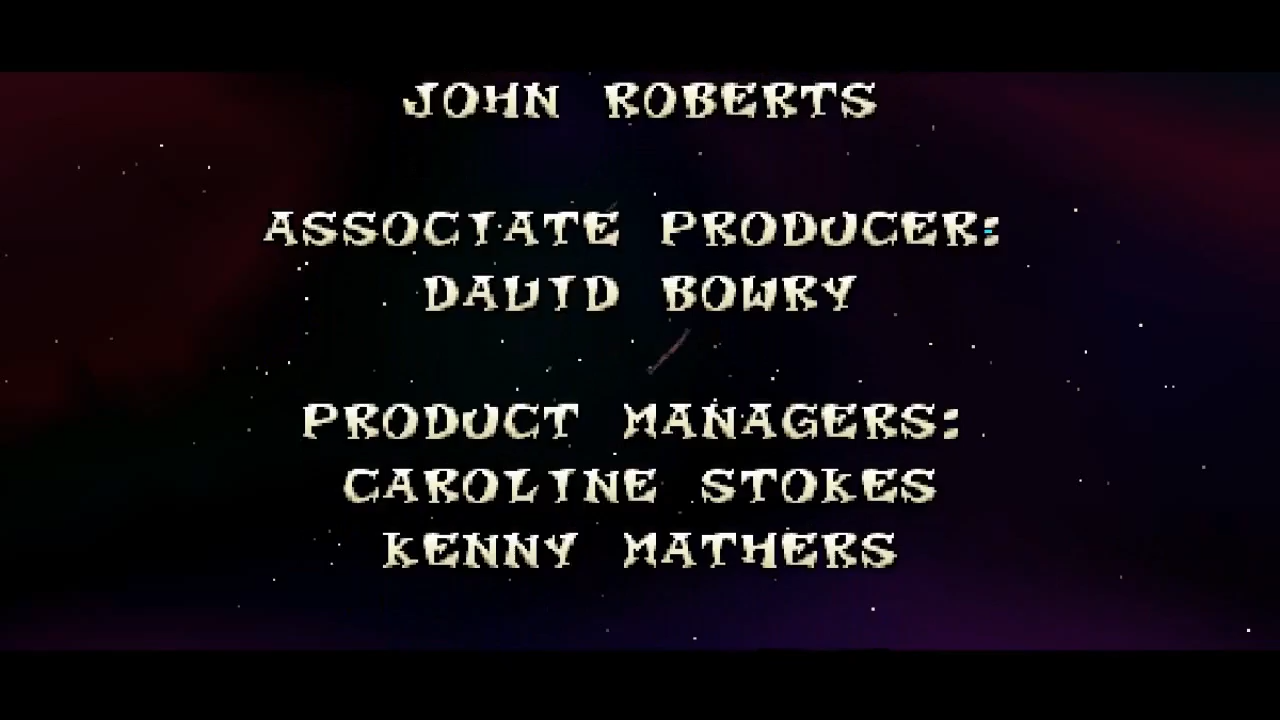 JOHN ROBERTS
ASSOCIATE PRODUCER:
DAVID BOWRY
PRODUCT MANAGERS:
CAROLINE STOKES
KENNY MATHERS